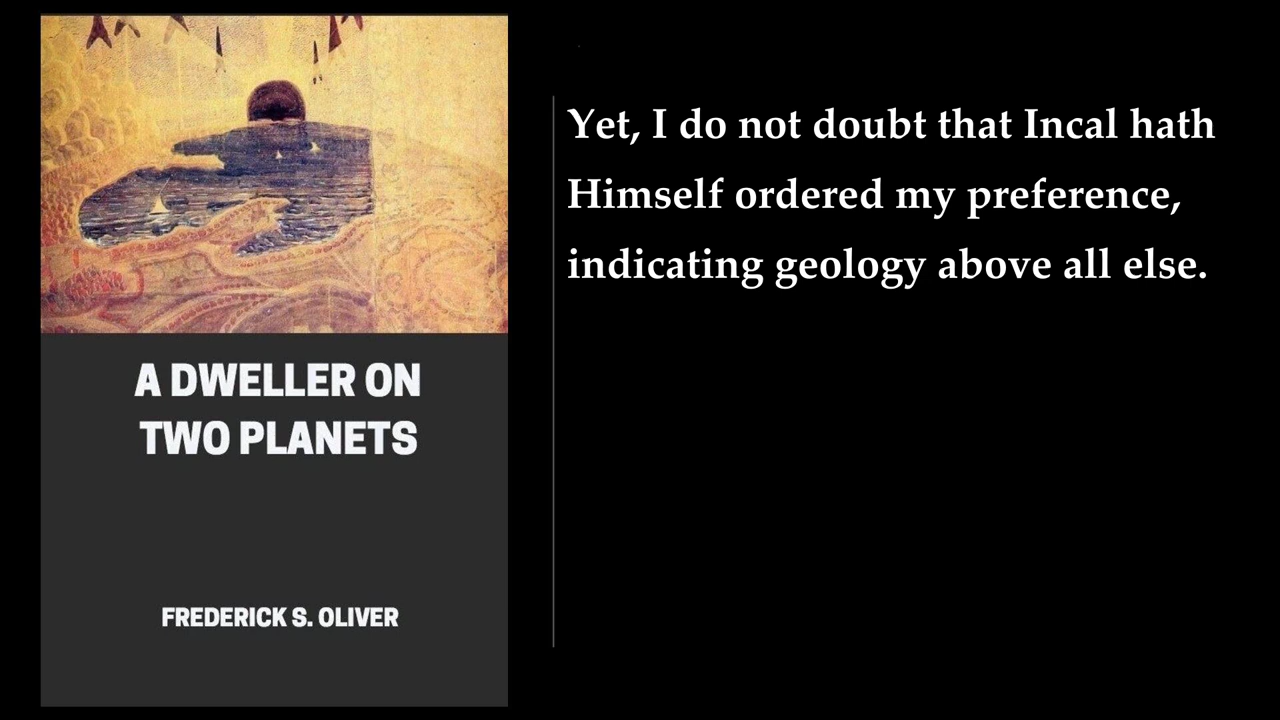 A DWELLER ON
TWO PLANETS
FREDERICK S. OLIVER
Yet, I do not doubt that Incal hath
Himself ordered my preference,
indicating geology above all else.